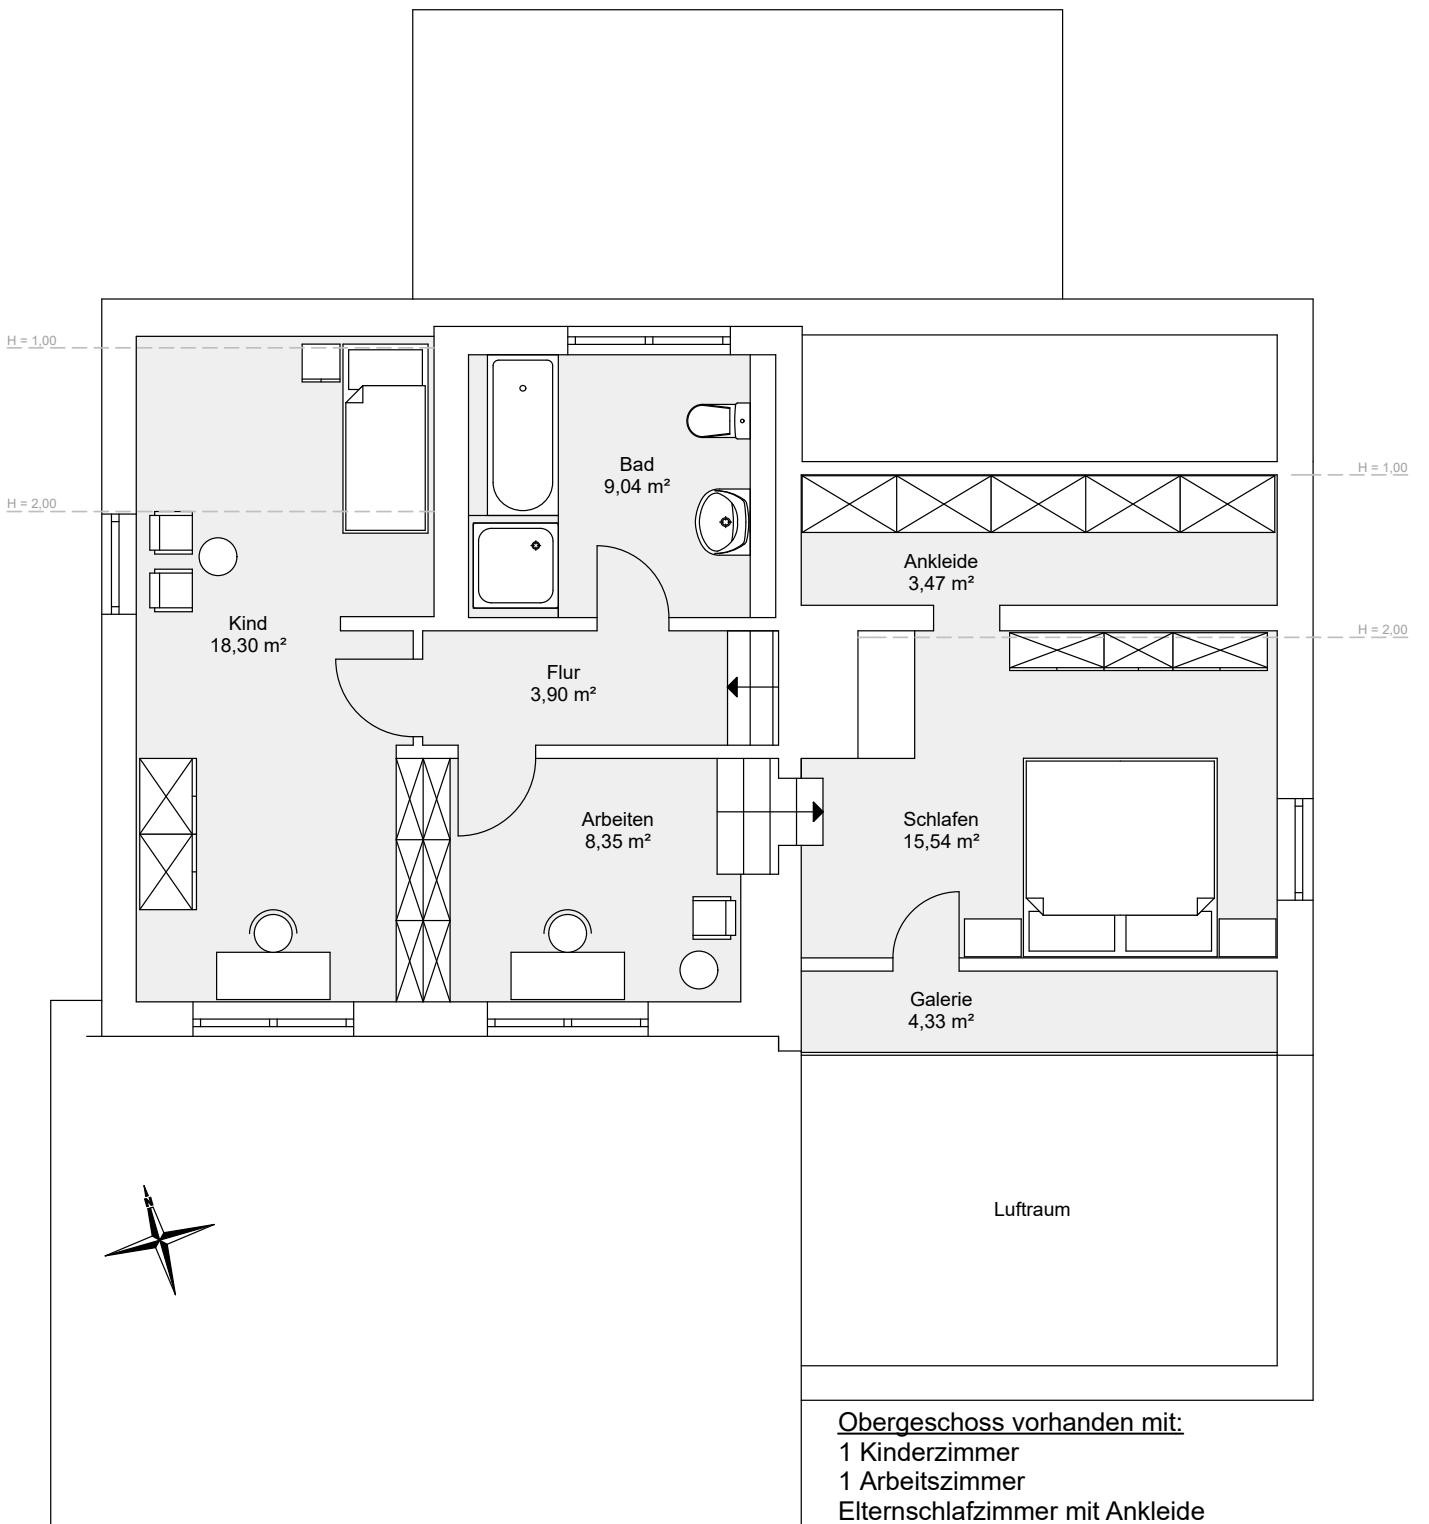 H = 1,00
H = 2,00
Bad
9,04 m²
H = 1,00
Ankleide
3,47 m²
Kind
18,30 m²
H = 2,00
Flur
3,90 m²
Arbeiten
8,35 m²
Schlafen
15,54 m²
Galerie
4,33 m²
N
Luftraum
Obergeschoss vorhanden mit:
1 Kinderzimmer
1 Arbeitszimmer
Elternschlafzimmer mit Ankleide